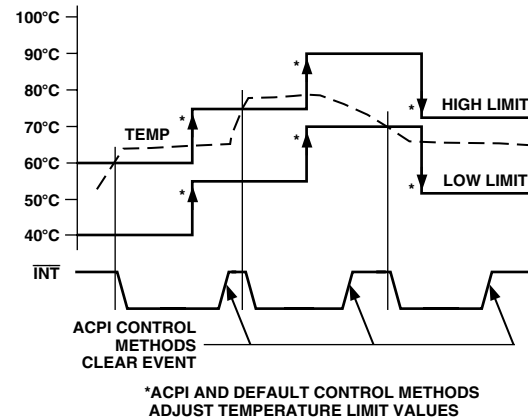 100°C
90°C
80°C
70°C
60°C
50°C
40°C
TEMP
*
*
*
*
*
*
HIGH LIMIT
LOW LIMIT
INT
ACPI CONTROL
METHODS
CLEAR EVENT
*ACPI AND DEFAULT CONTROL METHODS
ADJUST TEMPERATURE LIMIT VALUES